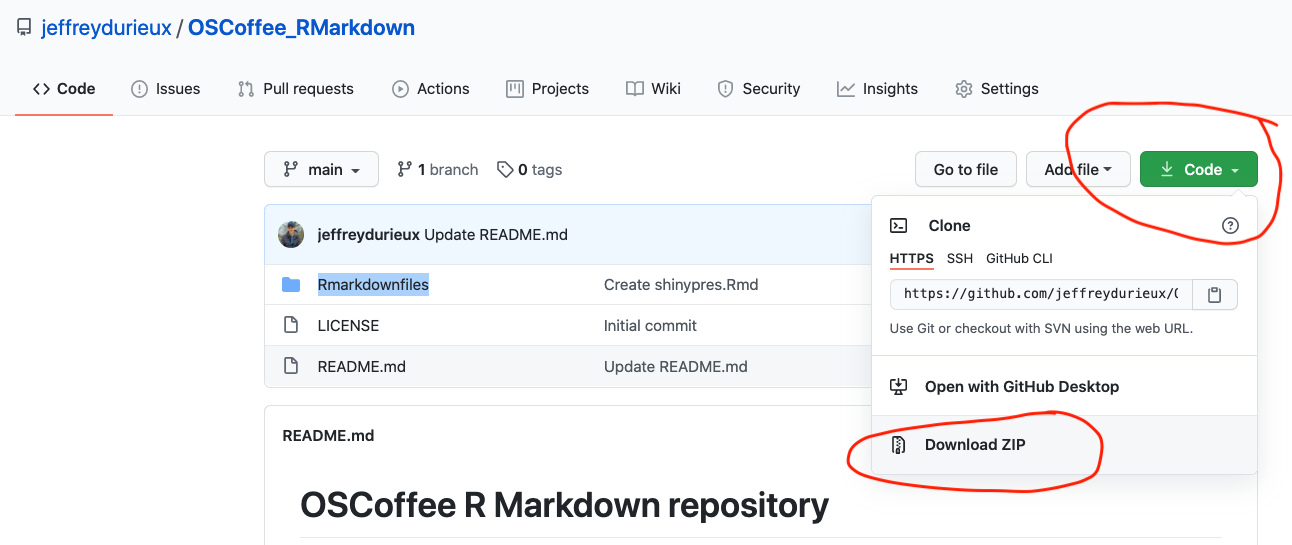 jeffreydurieux / OSCoffee_RMarkdown
Code Issues Pull requests Actions Projects Wiki Security Insights Settings
main 1 branch 0 tags Go to file Add file Code
jeffreydurieux Update README.md
Rmarkdownfiles Create shinypres.Rmd
LICENSE Initial commit
README.md Update README.md
Clone
HTTPS SSH GitHub CLI
https://github.com/jeffreydurieux/
Use Git or checkout with SVN using the web URL.
Open with GitHub Desktop
Download ZIP
README.md
OSCoffee R Markdown repository